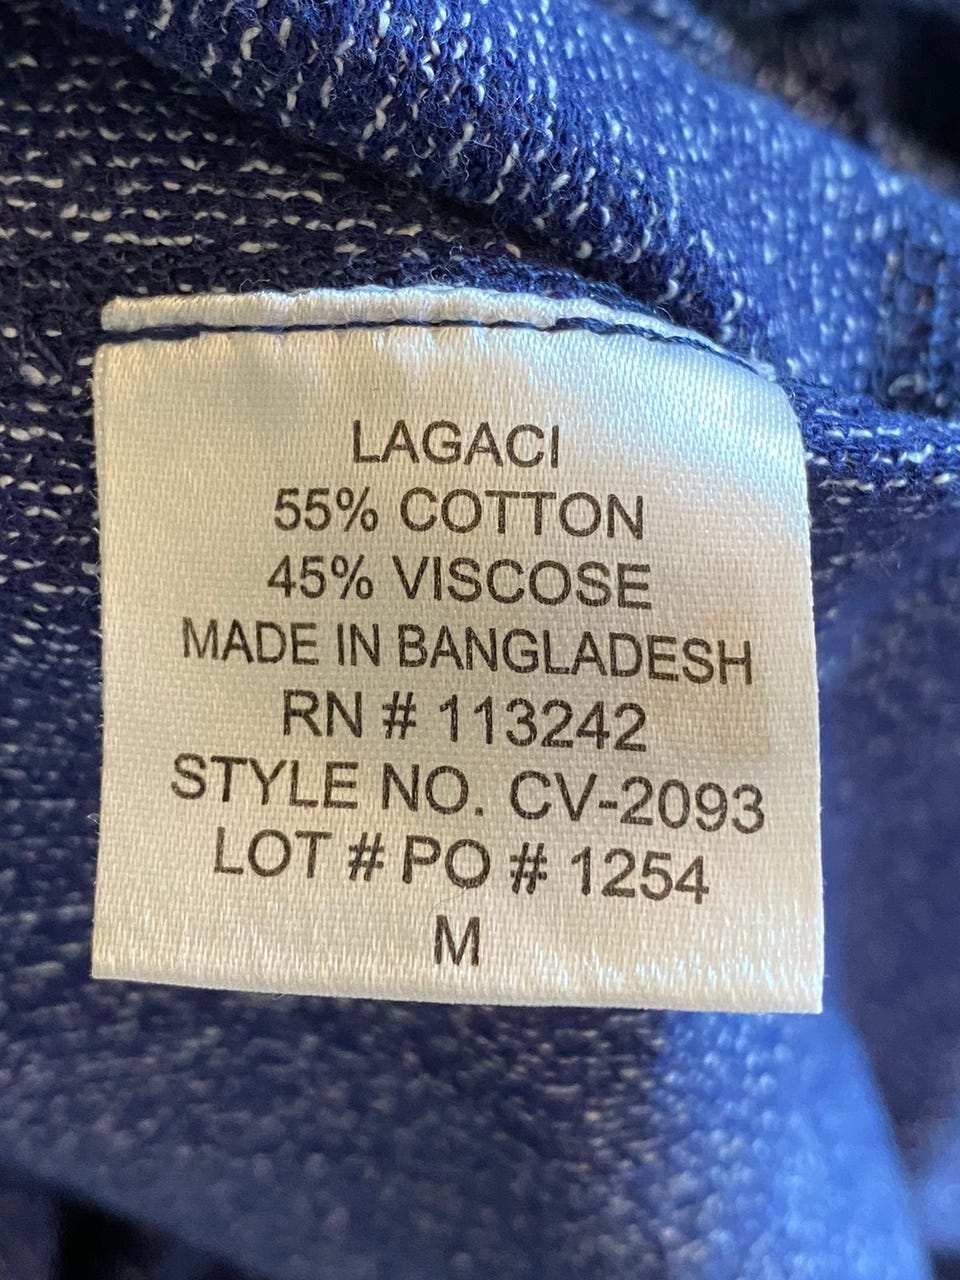 LAGACI
55% COTTON
45% VISCOSE
MADE IN BANGLADESH
RN # 113242
STYLE NO. CV-2093
LOT # PO # 1254
M